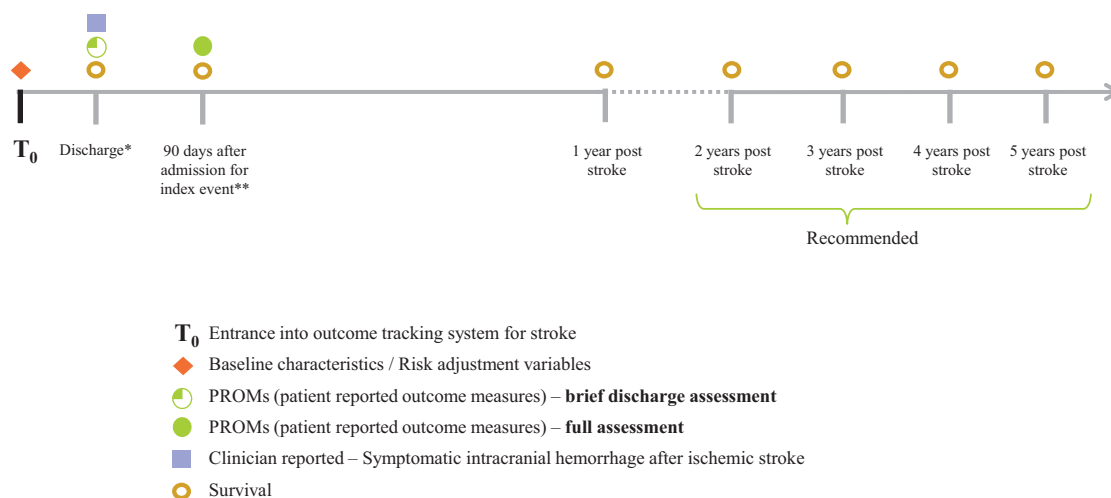 T0
Discharge*
90 days after
admission for
index event**
1 year post
stroke
2 years post
stroke
3 years post
stroke
4 years post
stroke
5 years post
stroke
Recommended
T0 Entrance into outcome tracking system for stroke
Baseline characteristics / Risk adjustment variables
PROMs (patient reported outcome measures) – brief discharge assessment
PROMs (patient reported outcome measures) – full assessment
Clinician reported – Symptomatic intracranial hemorrhage after ischemic stroke
Survival